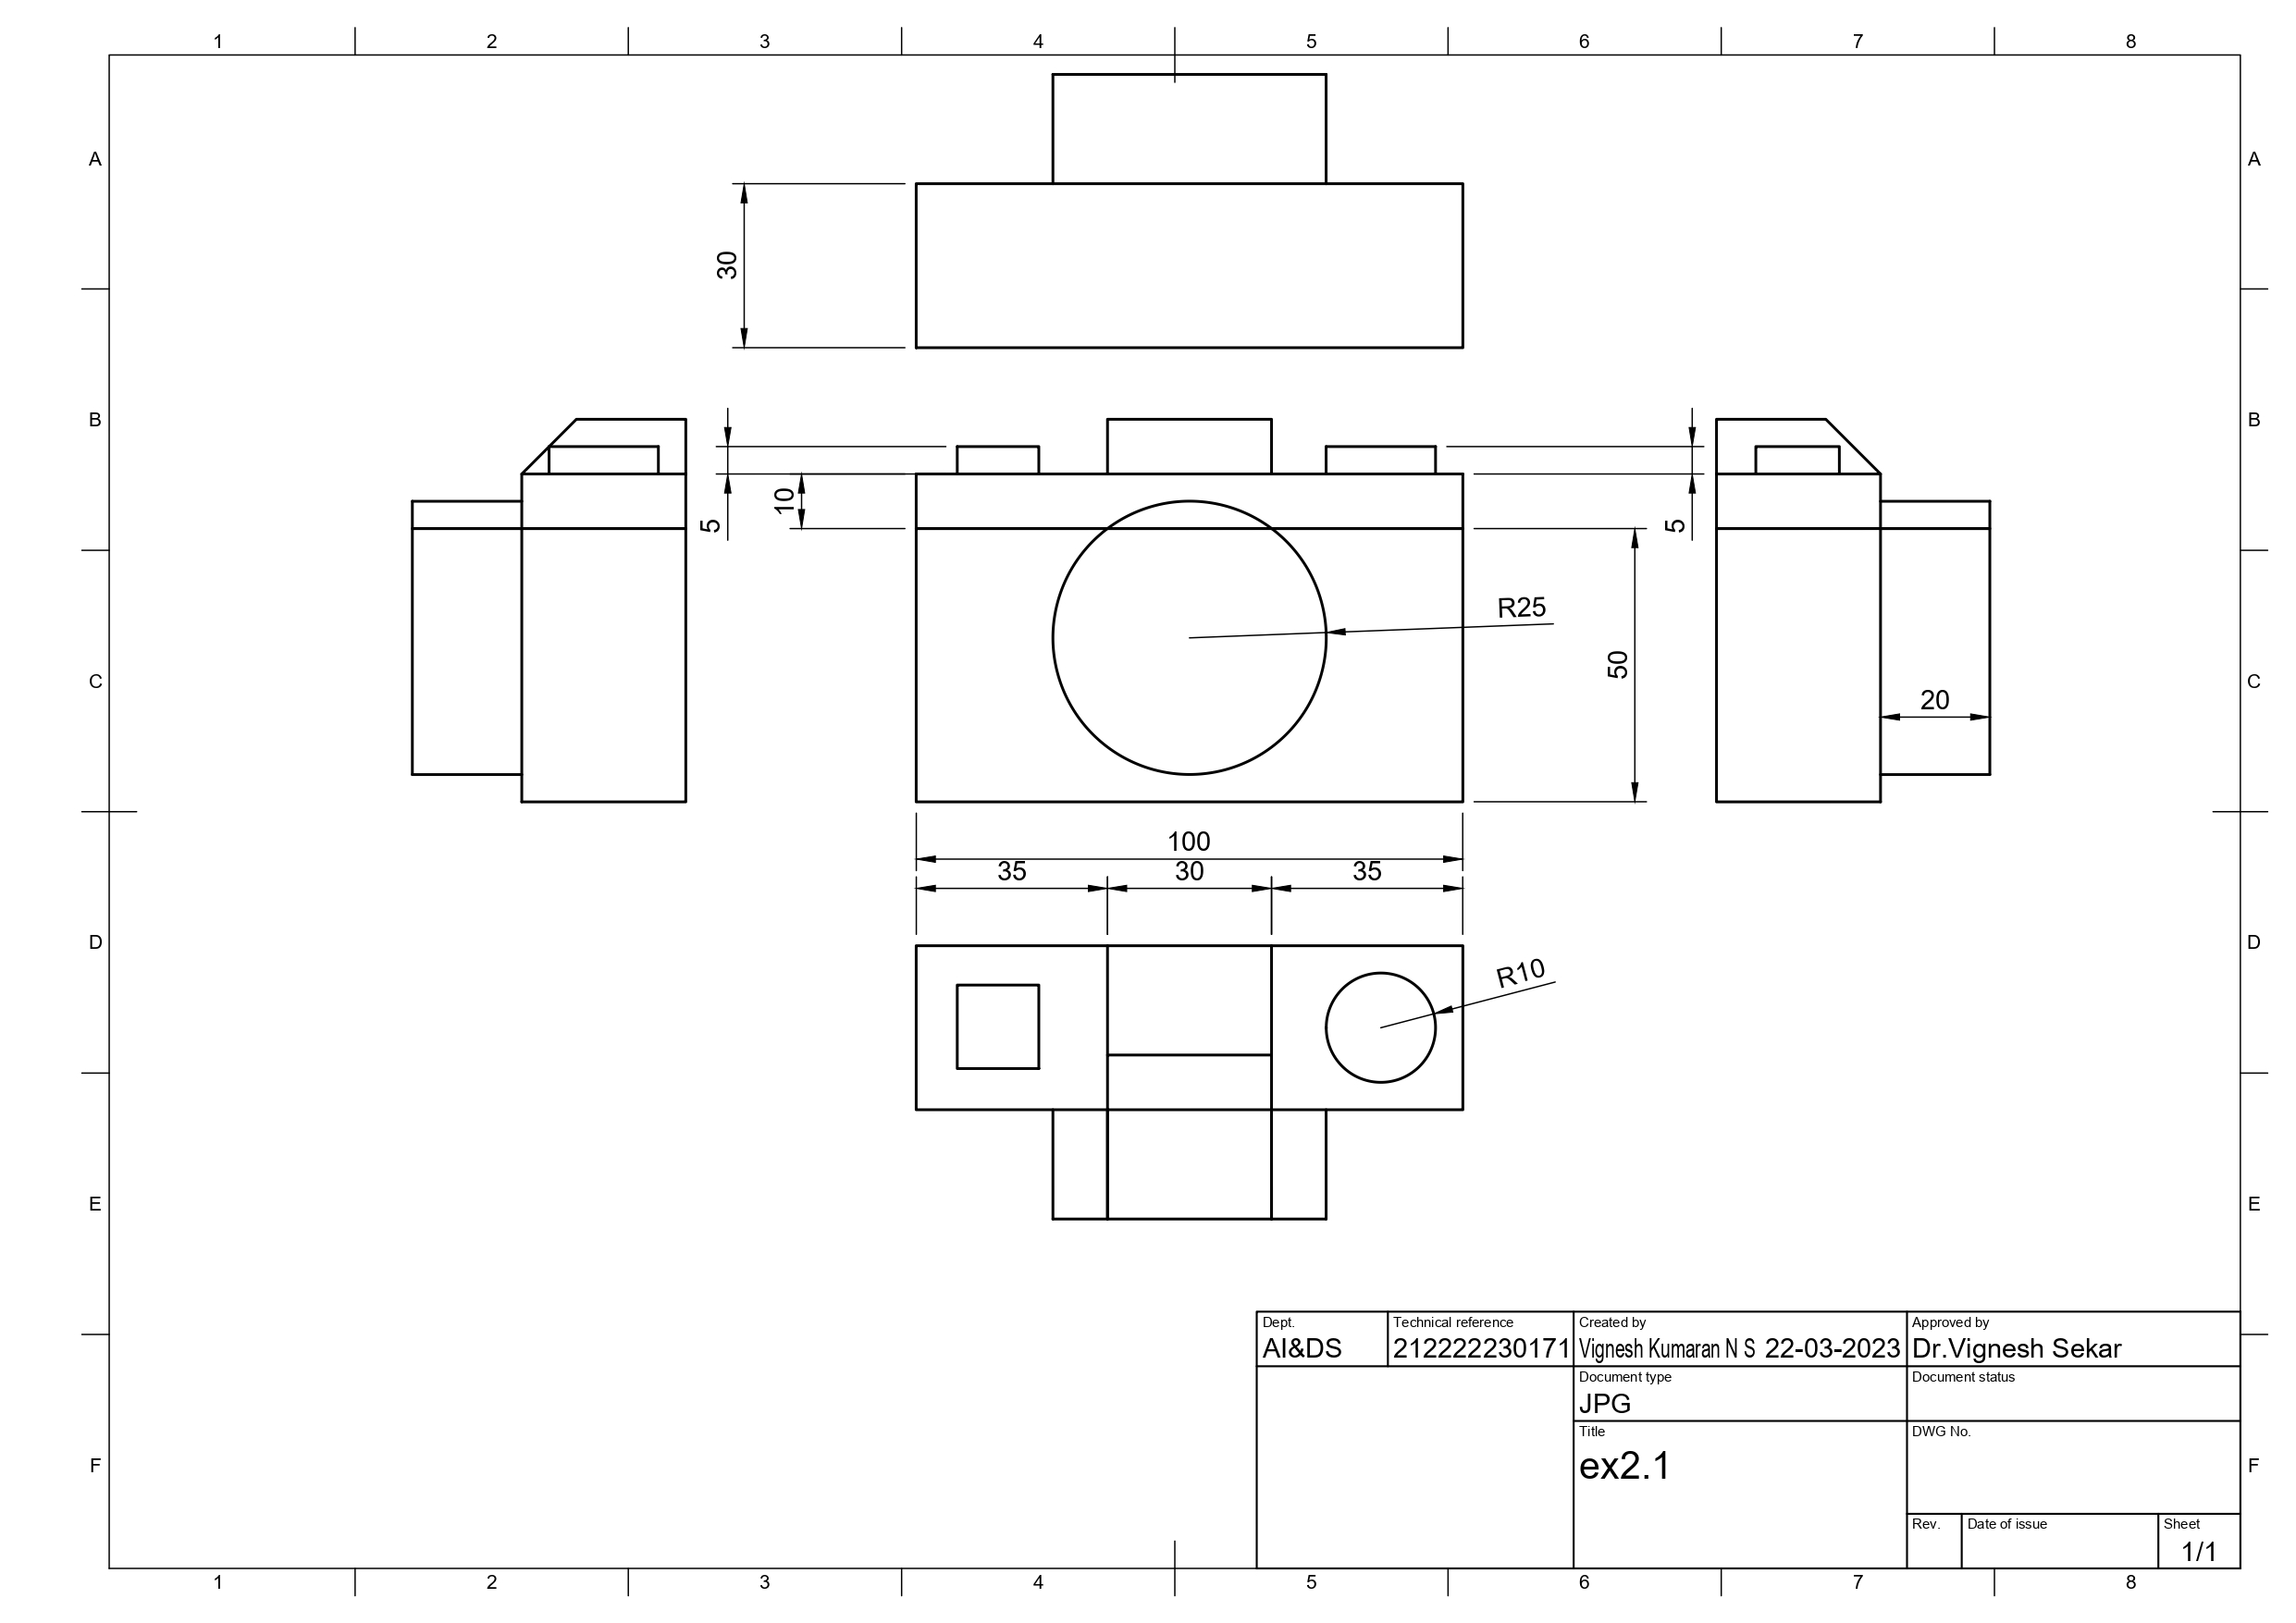 1 2 3 4 5 6 7 8
A A
30
B B
5 10 5
R25
C C
50
20
100
35 30 35
D D
R10
E E
Dept. Technical reference Created by Approved by
AI&DS 212222230171 Vignesh Kumaran N S 22-03-2023 Dr.Vignesh Sekar
Document type Document status
JPG
Title DWG No.
ex2.1
F F
Rev. Date of issue Sheet
1/1
1 2 3 4 5 6 7 8